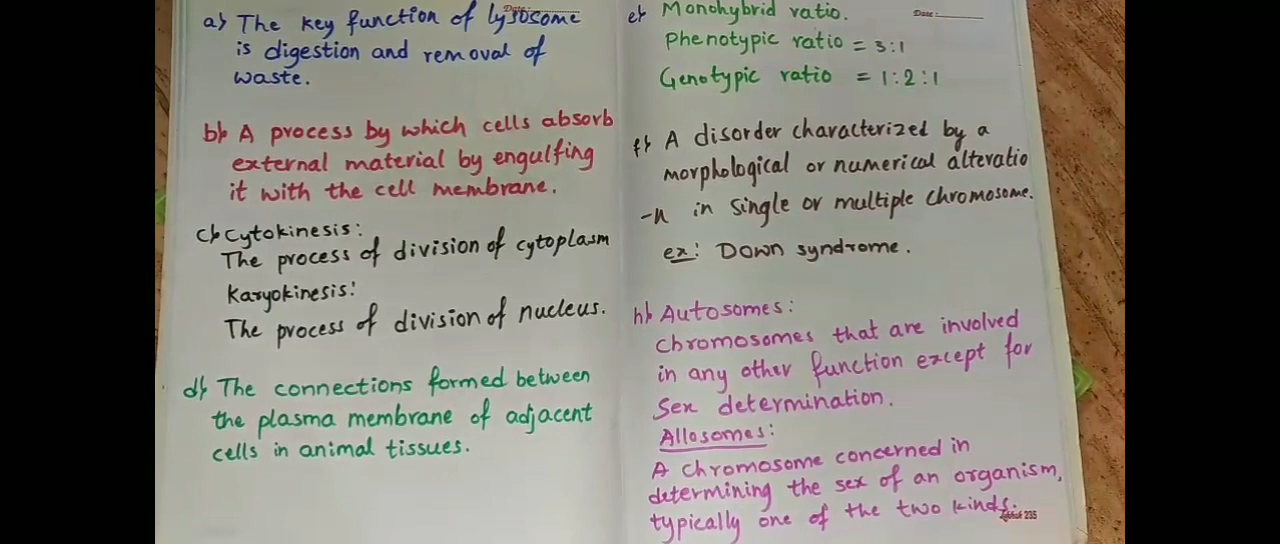 Date:
a) The key function of lysosome
is digestion and removal of
waste.
b) A process by which cells absorb
external material by engulfing
it with the cell membrane.
c) Cytokinesis:
The process of division of cytoplasm
Karyokinesis:
The process of division of nucleus.
d) The connections formed between
the plasma membrane of adjacent
cells in animal tissues.
Date:
e) Monohybrid ratio.
Phenotypic ratio = 3:1
Genotypic ratio = 1:2:1
f) A disorder characterized by a
morphological or numerical alteratio
-n in single or multiple chromosome.
ex: Down syndrome.
h) Autosomes:
Chromosomes that are involved
in any other function except for
Sex determination.
Allosomes:
A chromosome concerned in
determining the sex of an organism,
typically one of the two kinds.
235